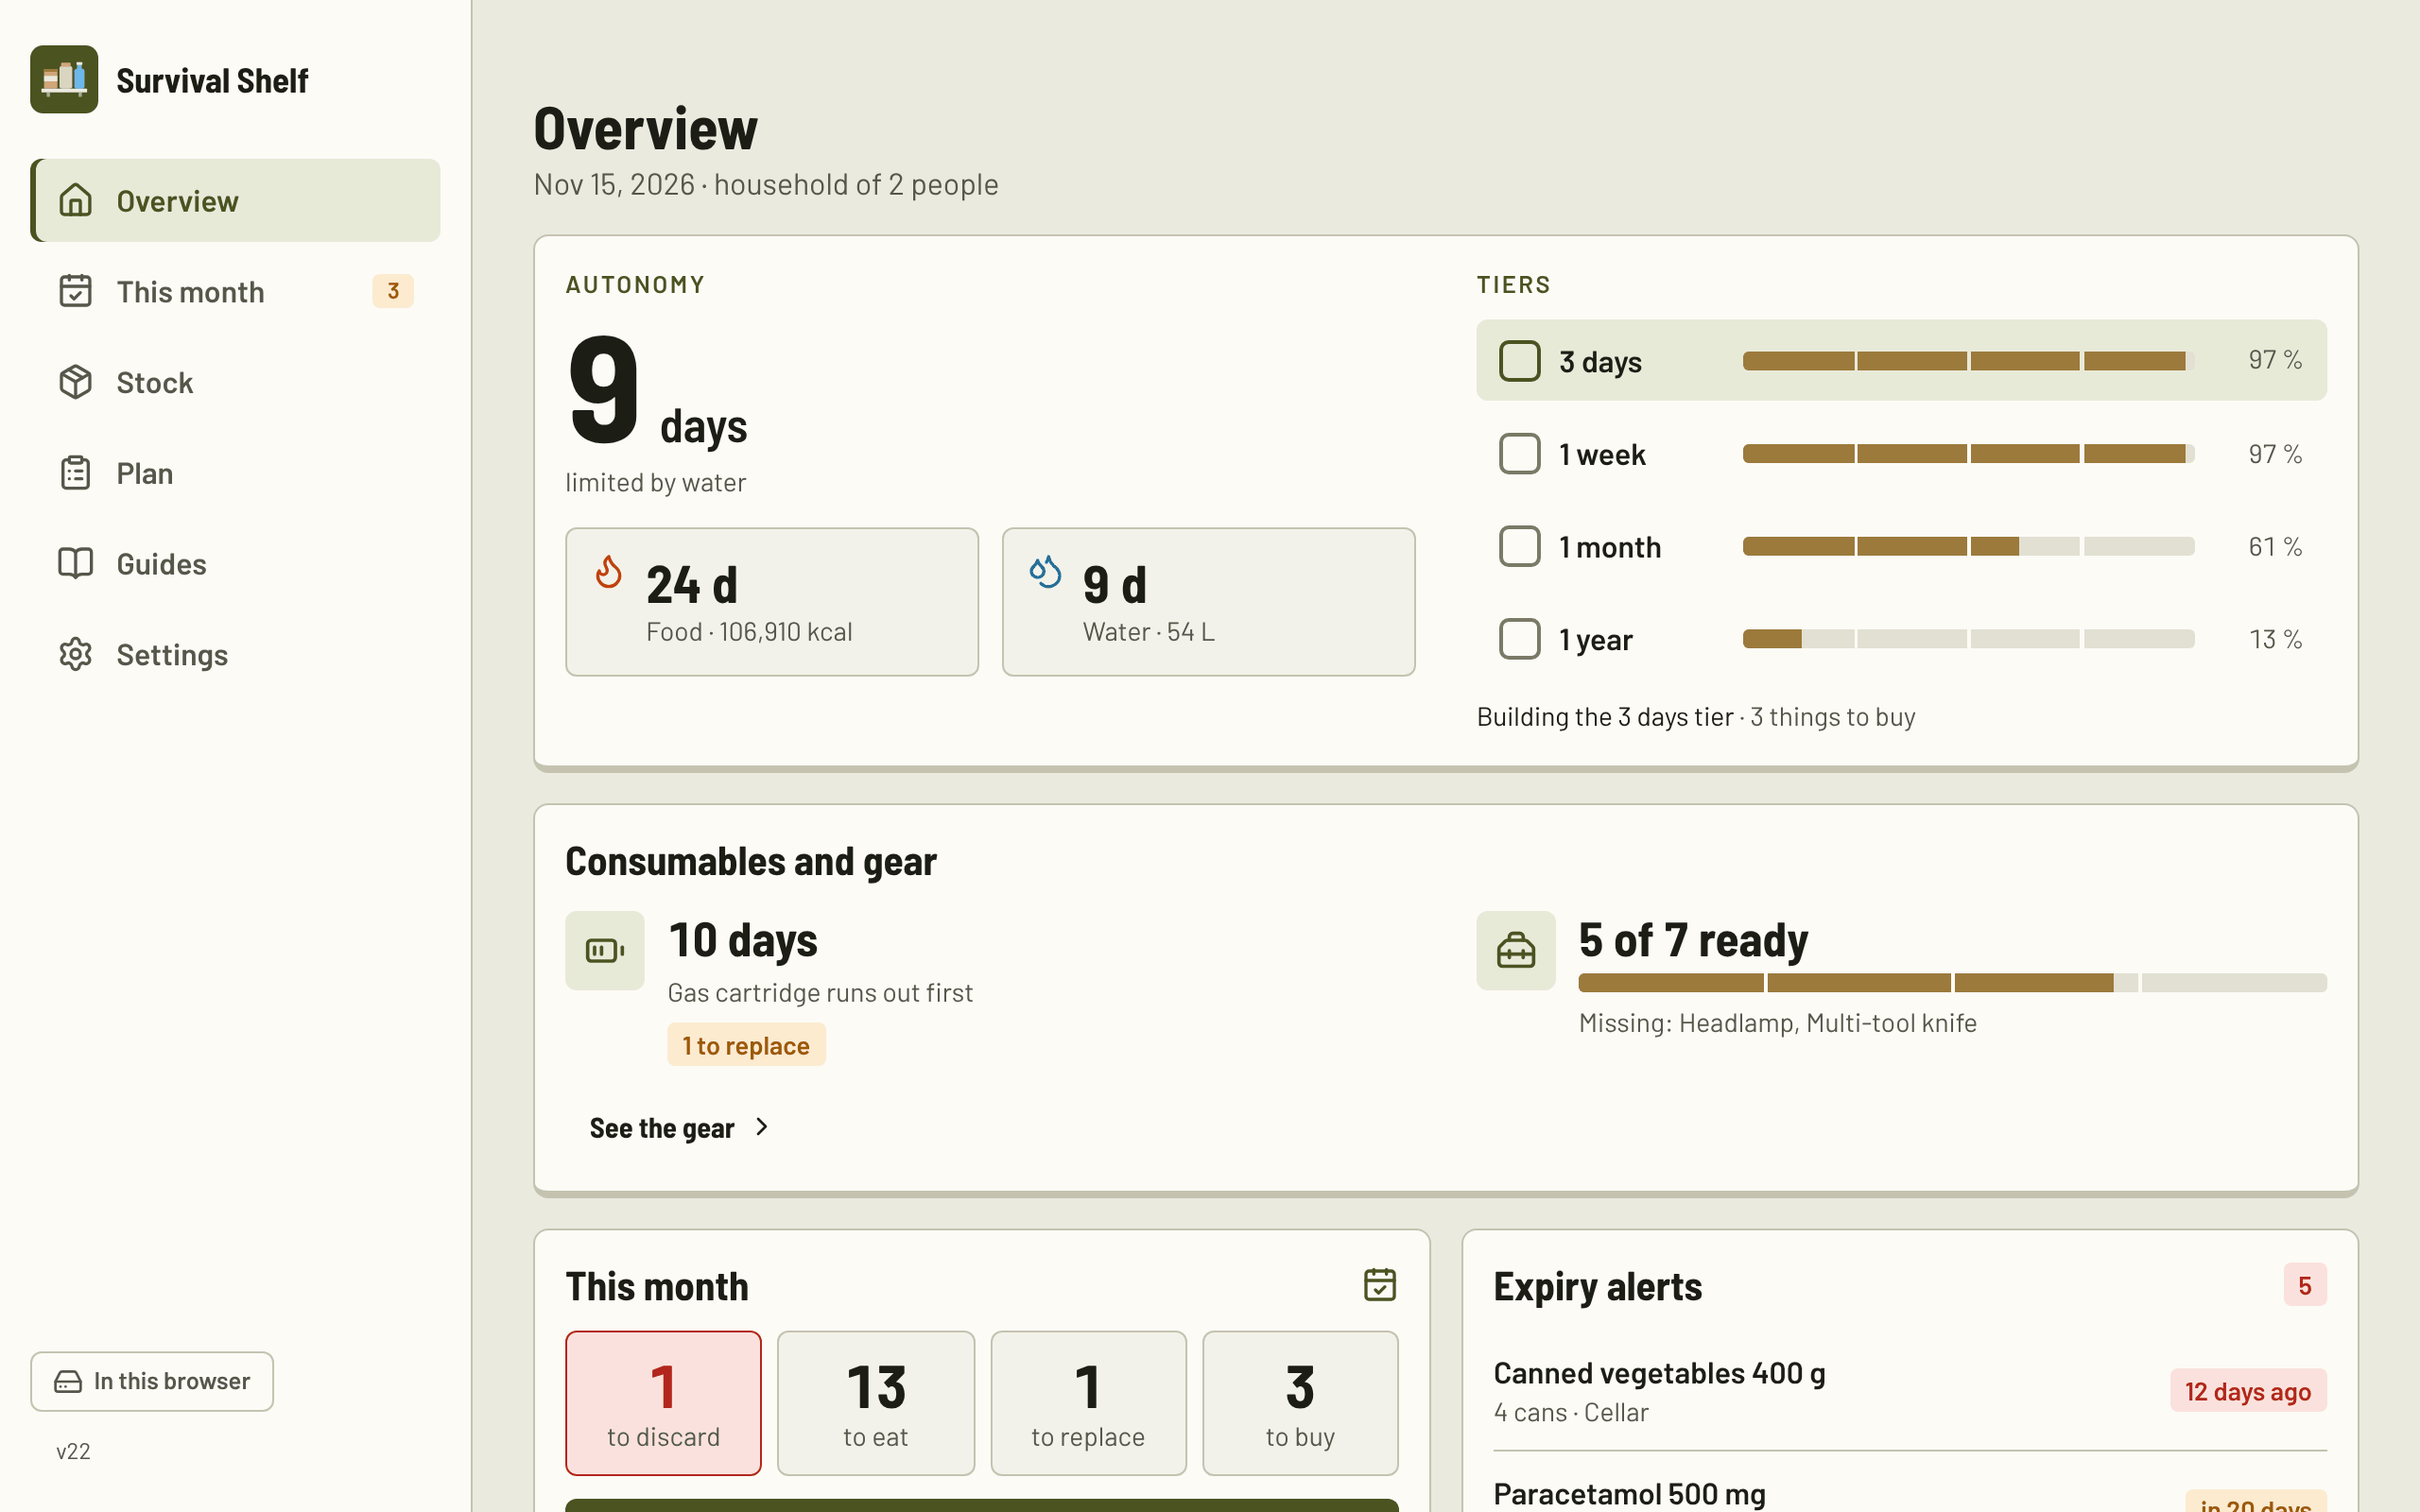 Survival Shelf
Overview
This month 3
Stock
Plan
Guides
Settings
In this browser
v22
Overview
Nov 15, 2026 · household of 2 people
AUTONOMY
9 days
limited by water
24 d
Food · 106,910 kcal
9 d
Water · 54 L
TIERS
3 days 97 %
1 week 97 %
1 month 61 %
1 year 13 %
Building the 3 days tier · 3 things to buy
Consumables and gear
10 days
Gas cartridge runs out first
1 to replace
5 of 7 ready
Missing: Headlamp, Multi-tool knife
See the gear
This month
1
to discard
13
to eat
1
to replace
3
to buy
Expiry alerts 5
Canned vegetables 400 g
4 cans · Cellar
12 days ago
Paracetamol 500 mg
in 20 days